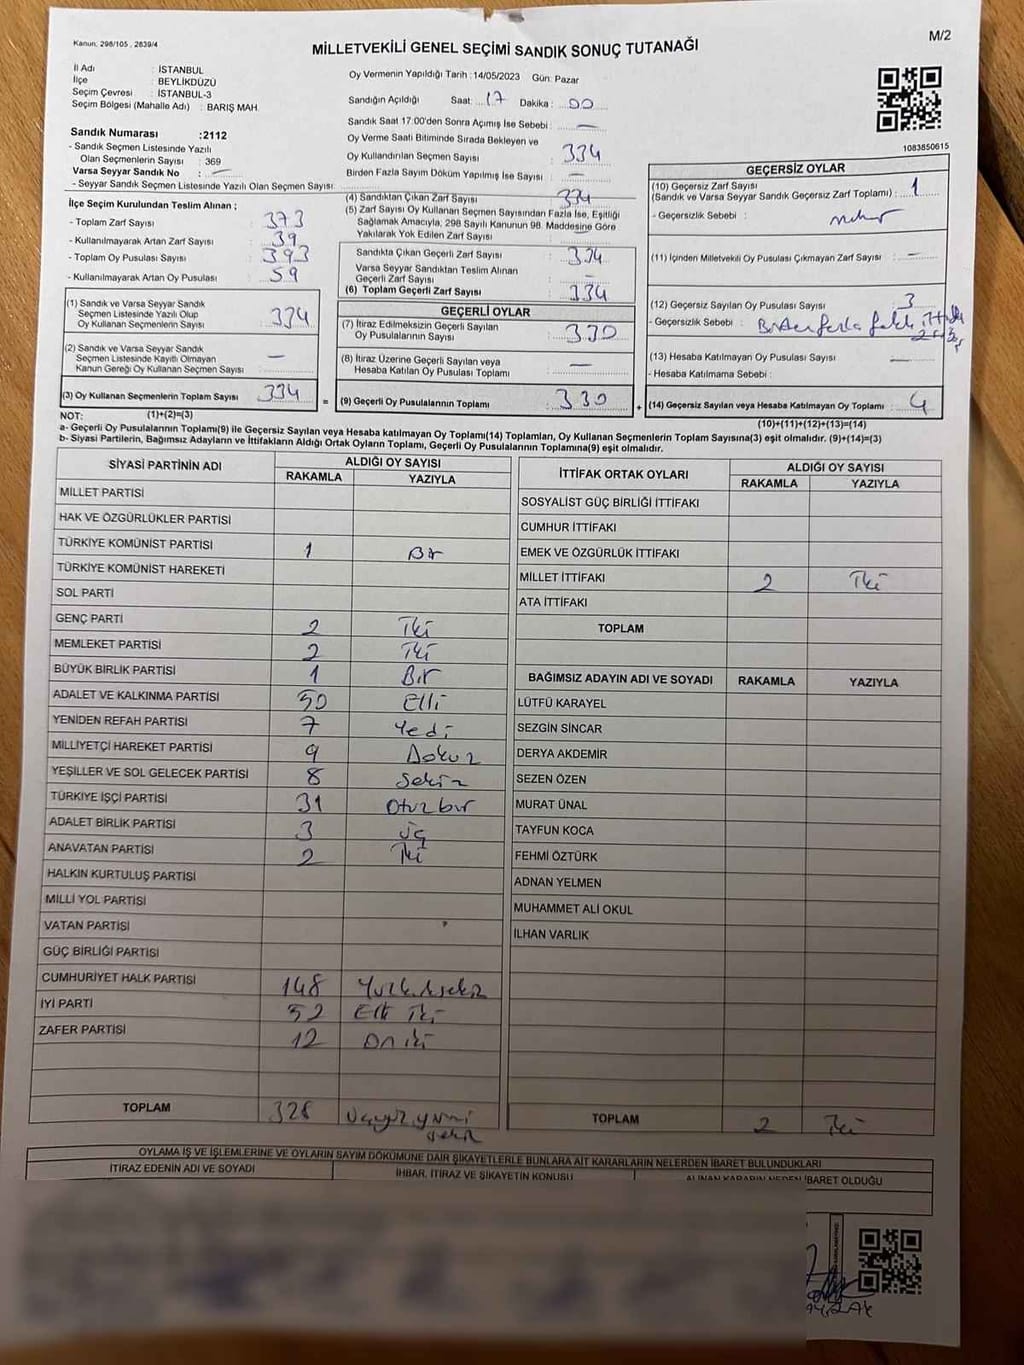 Kanun: 298/105 , 2839/4
MİLLETVEKİLİ GENEL SEÇİMİ SANDIK SONUÇ TUTANAĞI
M/2
İl Adı : İSTANBUL
İlçe : BEYLİKDÜZÜ
Seçim Çevresi : İSTANBUL-3
Seçim Bölgesi (Mahalle Adı) : BARIŞ MAH.
Sandık Numarası :2112
- Sandık Seçmen Listesinde Yazılı
Olan Seçmenlerin Sayısı : 369
Varsa Seyyar Sandık No : —
- Seyyar Sandık Seçmen Listesinde Yazılı Olan Seçmen Sayısı
Oy Vermenin Yapıldığı Tarih :14/05/2023 Gün: Pazar
Sandığın Açıldığı Saat: 17 Dakika : 00
Sandık Saat 17:00'den Sonra Açımış İse Sebebi : —
Oy Verme Saati Bitiminde Sırada Bekleyen ve
Oy Kullandırılan Seçmen Sayısı : 334
Birden Fazla Sayım Döküm Yapılmış İse Sayısı : —
1083850615
İlçe Seçim Kurulundan Teslim Alınan ;
- Toplam Zarf Sayısı : 373
- Kullanılmayarak Artan Zarf Sayısı : 39
- Toplam Oy Pusulası Sayısı : 393
- Kullanılmayarak Artan Oy Pusulası : 59
(1) Sandık ve Varsa Seyyar Sandık
Seçmen Listesinde Yazılı Olup
Oy Kullanan Seçmenlerin Sayısı : 334
(2) Sandık ve Varsa Seyyar Sandık
Seçmen Listesinde Kayıtlı Olmayan
Kanun Gereği Oy Kullanan Seçmen Sayısı : —
(3) Oy Kullanan Seçmenlerin Toplam Sayısı : 334
(4) Sandıktan Çıkan Zarf Sayısı : 334
(5) Zarf Sayısı Oy Kullanan Seçmen Sayısından Fazla İse, Eşitliği
Sağlamak Amacıyla, 298 Sayılı Kanunun 98. Maddesine Göre
Yakılarak Yok Edilen Zarf Sayısı :
Sandıkta Çıkan Geçerli Zarf Sayısı : 334
Varsa Seyyar Sandıktan Teslim Alınan
Geçerli Zarf Sayısı : —
(6) Toplam Geçerli Zarf Sayısı : 334
GEÇERLİ OYLAR
(7) İtiraz Edilmeksizin Geçerli Sayılan
Oy Pusulalarının Sayısı : 330
(8) İtiraz Üzerine Geçerli Sayılan veya
Hesaba Katılan Oy Pusulası Toplamı : —
= (9) Geçerli Oy Pusulalarının Toplamı : 330 +
GEÇERSİZ OYLAR
(10) Geçersiz Zarf Sayısı
(Sandık ve Varsa Seyyar Sandık Geçersiz Zarf Toplamı) : 1
- Geçersizlik Sebebi :
(11) İçinden Milletvekili Oy Pusulası Çıkmayan Zarf Sayısı : —
(12) Geçersiz Sayılan Oy Pusulası Sayısı : 3
- Geçersizlik Sebebi : Birden fazla farklı
(13) Hesaba Katılmayan Oy Pusulası Sayısı : —
- Hesaba Katılmama Sebebi :
(14) Geçersiz Sayılan veya Hesaba Katılmayan Oy Toplamı : 4
NOT: (1)+(2)=(3)
(10)+(11)+(12)+(13)=(14)
a- Geçerli Oy Pusulalarının Toplamı(9) ile Geçersiz Sayılan veya Hesaba katılmayan Oy Toplamı(14) Toplamları, Oy Kullanan Seçmenlerin Toplam Sayısına(3) eşit olmalıdır. (9)+(14)=(3)
b- Siyasi Partilerin, Bağımsız Adayların ve İttifakların Aldığı Ortak Oyların Toplamı, Geçerli Oy Pusulalarının Toplamına(9) eşit olmalıdır.
SİYASİ PARTİNİN ADI ALDIĞI OY SAYISI
RAKAMLA YAZIYLA
MİLLET PARTİSİ
HAK VE ÖZGÜRLÜKLER PARTİSİ
TÜRKİYE KOMÜNİST PARTİSİ 1 Bir
TÜRKİYE KOMÜNİST HAREKETİ
SOL PARTİ
GENÇ PARTİ 2 İki
MEMLEKET PARTİSİ 2 İki
BÜYÜK BİRLİK PARTİSİ 1 Bir
ADALET VE KALKINMA PARTİSİ 50 Elli
YENİDEN REFAH PARTİSİ 7 Yedi
MİLLİYETÇİ HAREKET PARTİSİ 9 Dokuz
YEŞİLLER VE SOL GELECEK PARTİSİ 8 Sekiz
TÜRKİYE İŞÇİ PARTİSİ 31 Otuzbir
ADALET BİRLİK PARTİSİ 3 üç
ANAVATAN PARTİSİ 2 İki
HALKIN KURTULUŞ PARTİSİ
MİLLİ YOL PARTİSİ
VATAN PARTİSİ
GÜÇ BİRLİĞİ PARTİSİ
CUMHURİYET HALK PARTİSİ 148 Yüzkırksekiz
İYİ PARTİ 52 Elli İki
ZAFER PARTİSİ 12 On iki
TOPLAM 328 Üçyüzyirmi
sekiz
İTTİFAK ORTAK OYLARI ALDIĞI OY SAYISI
RAKAMLA YAZIYLA
SOSYALİST GÜÇ BİRLİĞİ İTTİFAKI
CUMHUR İTTİFAKI
EMEK VE ÖZGÜRLÜK İTTİFAKI
MİLLET İTTİFAKI 2 İki
ATA İTTİFAKI
TOPLAM
BAĞIMSIZ ADAYIN ADI VE SOYADI RAKAMLA YAZIYLA
LÜTFÜ KARAYEL
SEZGİN SİNCAR
DERYA AKDEMİR
SEZEN ÖZEN
MURAT ÜNAL
TAYFUN KOCA
FEHMİ ÖZTÜRK
ADNAN YELMEN
MUHAMMET ALİ OKUL
İLHAN VARLIK
TOPLAM 2 İki
OYLAMA İŞ VE İŞLEMLERİNE VE OYLARIN SAYIM DÖKÜMÜNE DAİR ŞİKAYETLERLE BUNLARA AİT KARARLARIN NELERDEN İBARET BULUNDUKLARI
İTİRAZ EDENİN ADI VE SOYADI İHBAR, İTİRAZ VE ŞİKAYETİN KONUSU ALINAN KARARIN NEDEN İBARET OLDUĞU